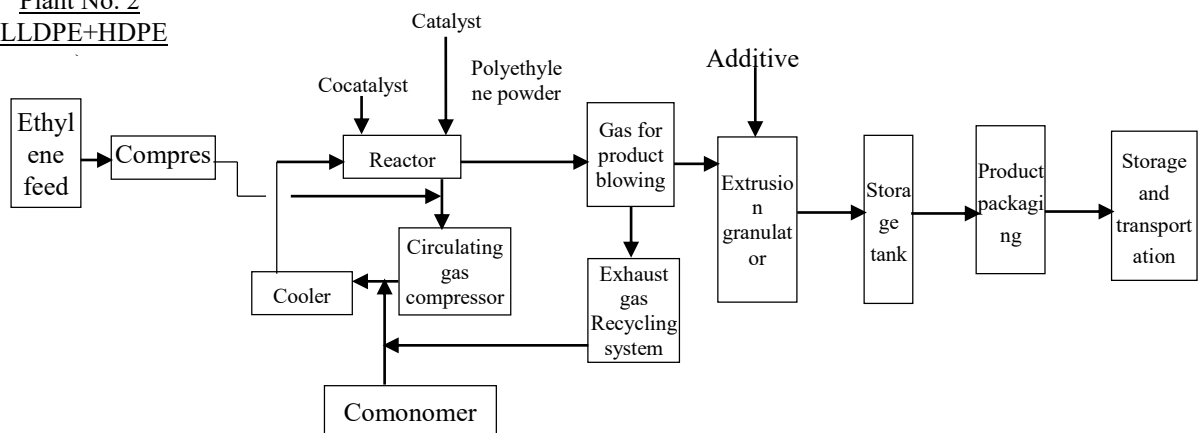 Plant No. 2
LLDPE+HDPE
Catalyst
Cocatalyst
Polyethyle
ne powder
Additive
Ethyl
ene
feed
Compres
Reactor
Gas for
product
blowing
Extrusio
n
granulat
or
Stora
ge
tank
Product
packagi
ng
Storage
and
transport
ation
Circulating
gas
compressor
Cooler
Exhaust
gas
Recycling
system
Comonomer